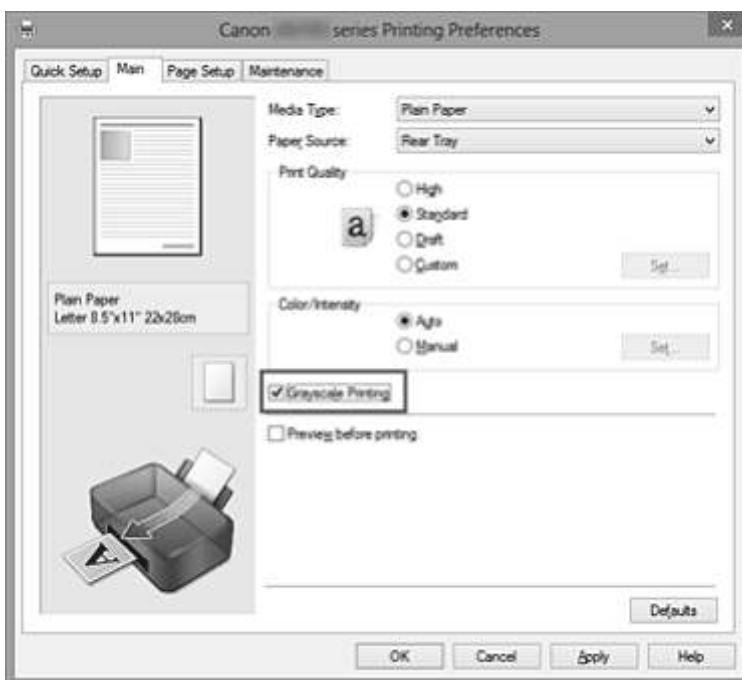 Canon series Printing Preferences
Quick Setup Main Page Setup Maintenance
Media Type: Plain Paper
Paper Source: Rear Tray
Print Quality
High
a Standard
Draft
Custom Set...
Plain Paper
Letter 8.5"x11" 22x28cm
Color/Intensity
Auto
Manual Set...
Grayscale Printing
Preview before printing
A
Defaults
OK Cancel Apply Help